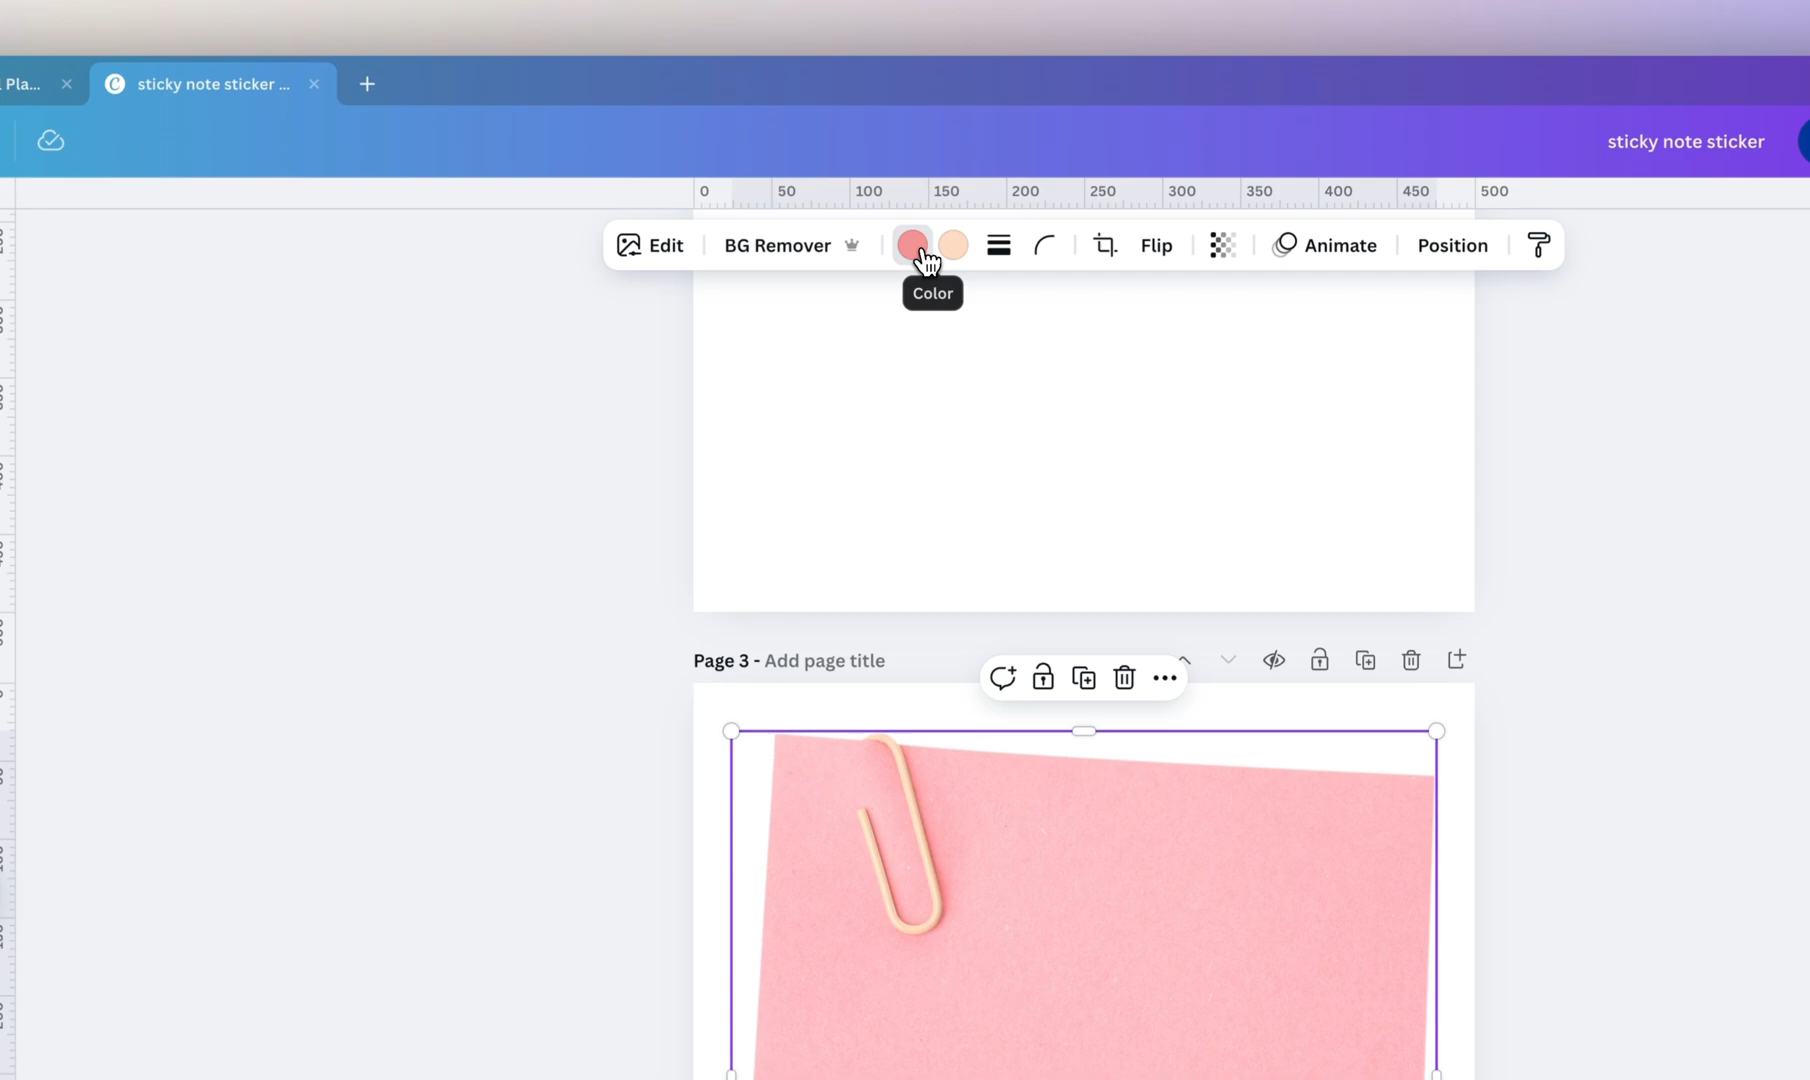 Pla...
sticky note sticker ...
sticky note sticker
0 50 100 150 200 250 300 350 400 450 500
Edit BG Remover Flip Animate Position
Color
Page 3 - Add page title